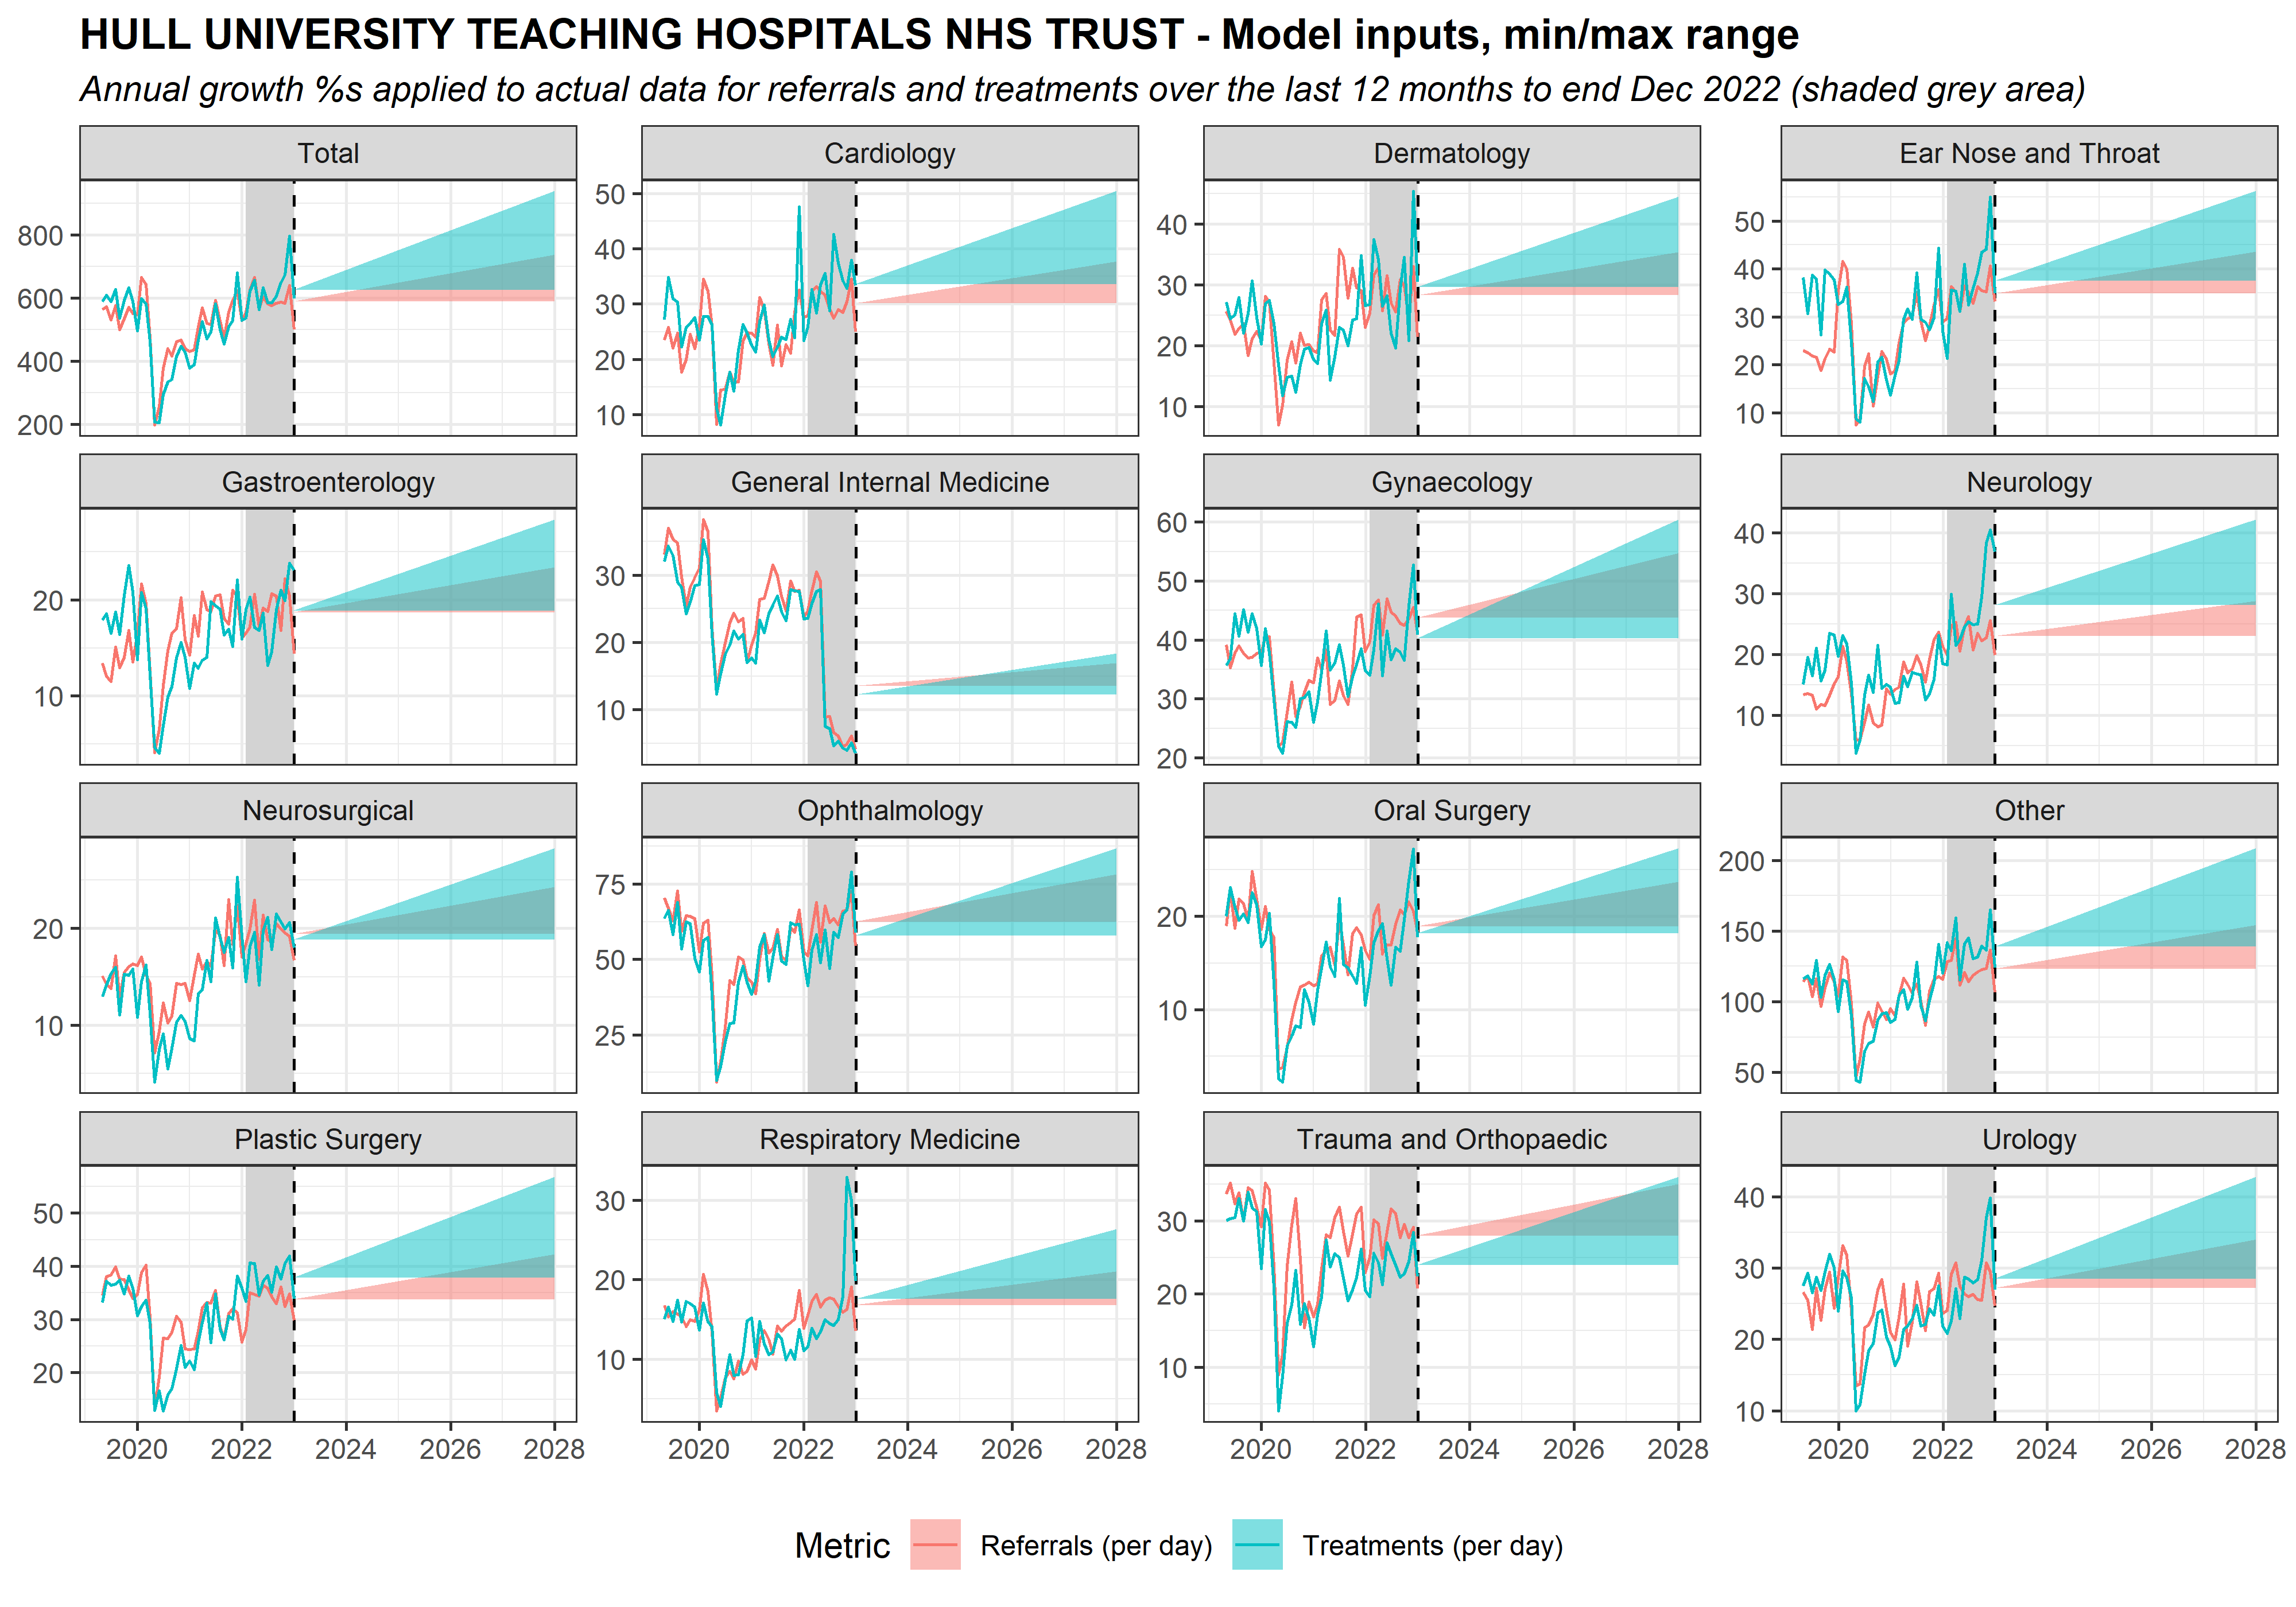 HULL UNIVERSITY TEACHING HOSPITALS NHS TRUST - Model inputs, min/max range
Annual growth %s applied to actual data for referrals and treatments over the last 12 months to end Dec 2022 (shaded grey area)
Total
Cardiology
Dermatology
Ear Nose and Throat
800
600
400
200
50
40
30
20
10
40
30
20
10
50
40
30
20
10
Gastroenterology
General Internal Medicine
Gynaecology
Neurology
20
10
30
20
10
60
50
40
30
20
40
30
20
10
Neurosurgical
Ophthalmology
Oral Surgery
Other
20
10
75
50
25
20
10
200
150
100
50
Plastic Surgery
Respiratory Medicine
Trauma and Orthopaedic
Urology
50
40
30
20
30
20
10
30
20
10
40
30
20
10
2020 2022 2024 2026 2028
2020 2022 2024 2026 2028
2020 2022 2024 2026 2028
2020 2022 2024 2026 2028
Metric Referrals (per day) Treatments (per day)